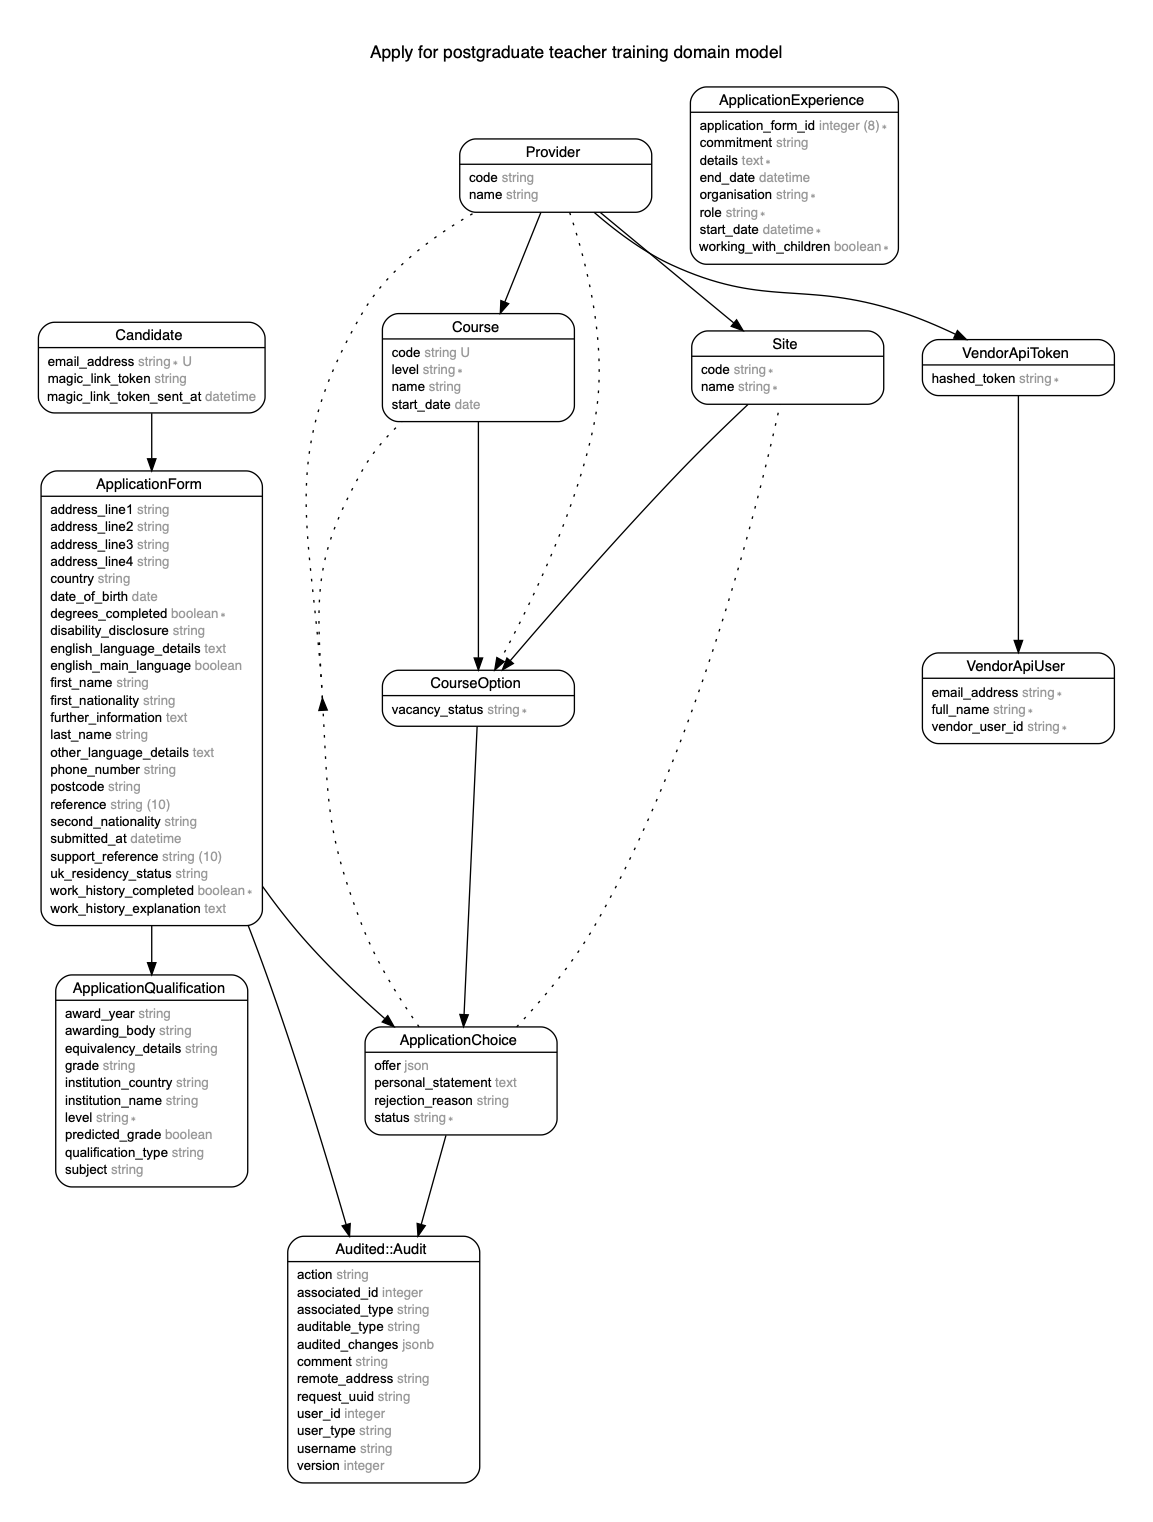 Apply for postgraduate teacher training domain model
ApplicationExperience
application_form_id integer (8) ∗
commitment string
details text ∗
end_date datetime
organisation string ∗
role string ∗
start_date datetime ∗
working_with_children boolean ∗
Provider
code string
name string
Course
code string U
level string ∗
name string
start_date date
Candidate
email_address string ∗ U
magic_link_token string
magic_link_token_sent_at datetime
Site
code string ∗
name string ∗
VendorApiToken
hashed_token string ∗
ApplicationForm
address_line1 string
address_line2 string
address_line3 string
address_line4 string
country string
date_of_birth date
degrees_completed boolean ∗
disability_disclosure string
english_language_details text
english_main_language boolean
first_name string
first_nationality string
further_information text
last_name string
other_language_details text
phone_number string
postcode string
reference string (10)
second_nationality string
submitted_at datetime
support_reference string (10)
uk_residency_status string
work_history_completed boolean ∗
work_history_explanation text
CourseOption
vacancy_status string ∗
VendorApiUser
email_address string ∗
full_name string ∗
vendor_user_id string ∗
ApplicationQualification
award_year string
awarding_body string
equivalency_details string
grade string
institution_country string
institution_name string
level string ∗
predicted_grade boolean
qualification_type string
subject string
ApplicationChoice
offer json
personal_statement text
rejection_reason string
status string ∗
Audited::Audit
action string
associated_id integer
associated_type string
auditable_type string
audited_changes jsonb
comment string
remote_address string
request_uuid string
user_id integer
user_type string
username string
version integer